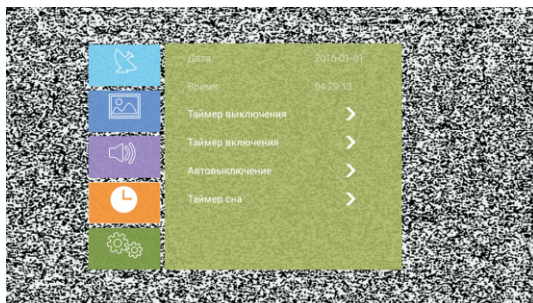 Дата 2016-01-01
Время 04:29:13
Таймер выключения
Таймер включения
Автовыключение
Таймер сна